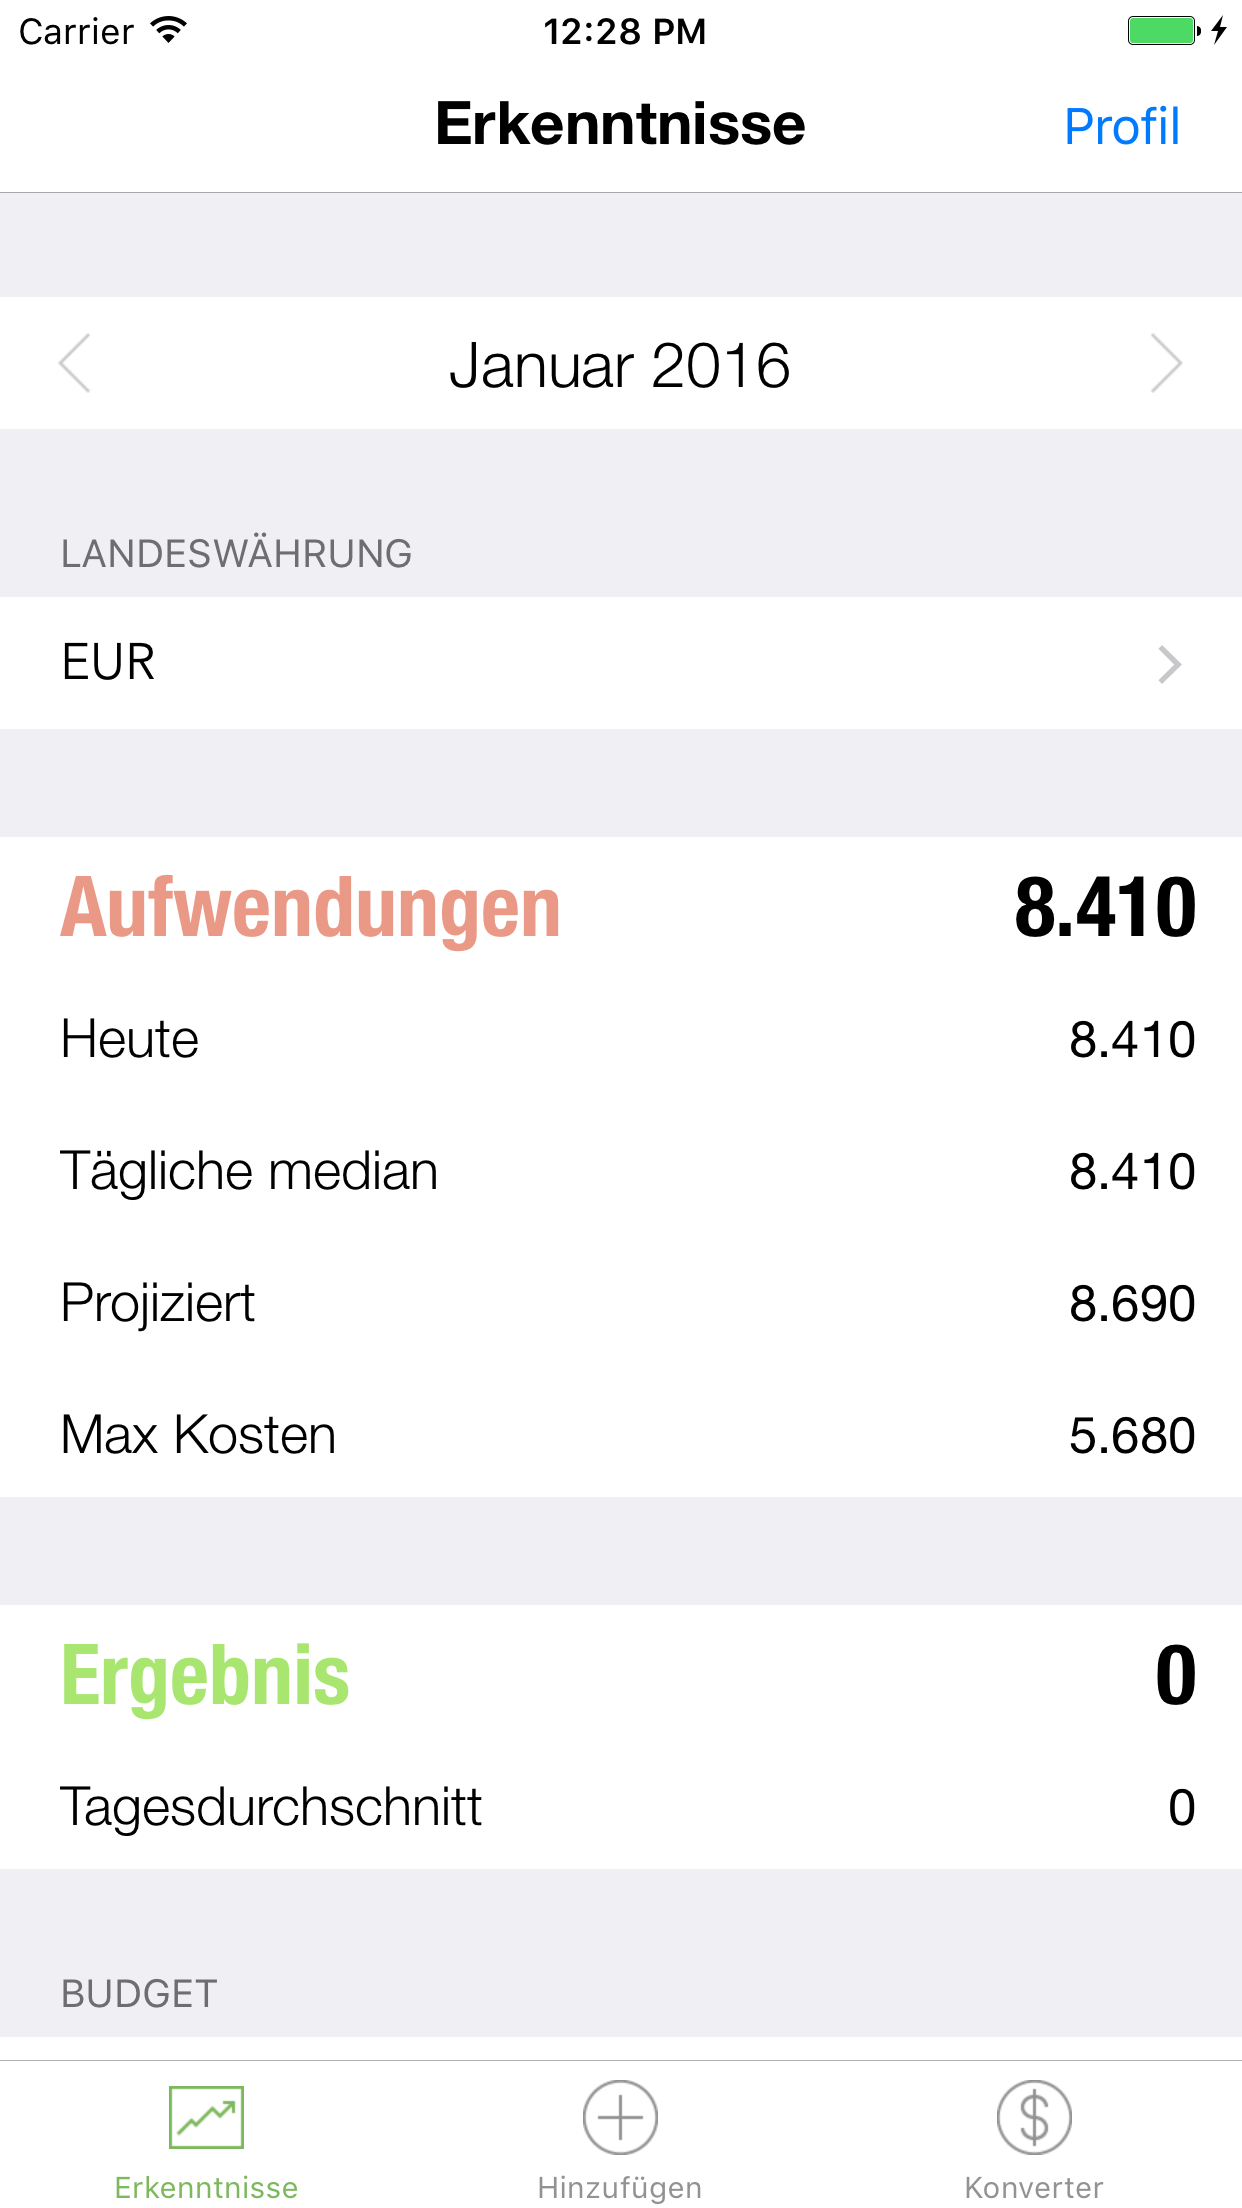 Carrier 12:28 PM
Erkenntnisse Profil
Januar 2016
LANDESWÄHRUNG
EUR
Aufwendungen 8.410
Heute 8.410
Tägliche median 8.410
Projiziert 8.690
Max Kosten 5.680
Ergebnis 0
Tagesdurchschnitt 0
BUDGET
Erkenntnisse Hinzufügen Konverter